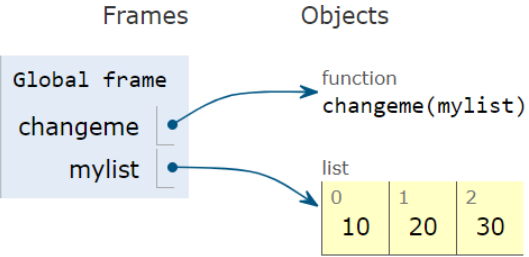 Frames Objects
Global frame
function
changeme(mylist)
changeme
mylist
list
0 1 2
10 20 30